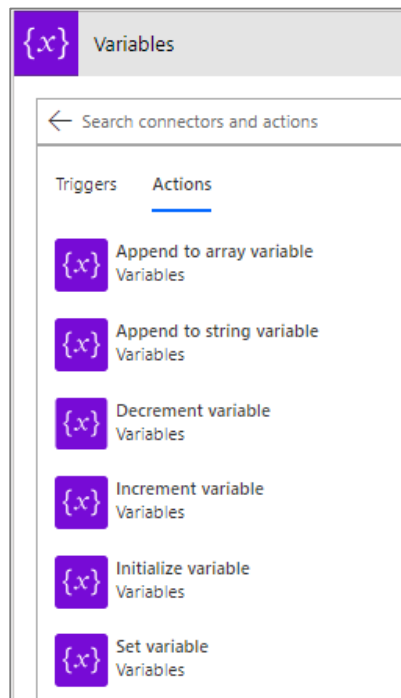 {x} Variables
Search connectors and actions
Triggers Actions
{x} Append to array variable
Variables
{x} Append to string variable
Variables
{x} Decrement variable
Variables
{x} Increment variable
Variables
{x} Initialize variable
Variables
{x} Set variable
Variables